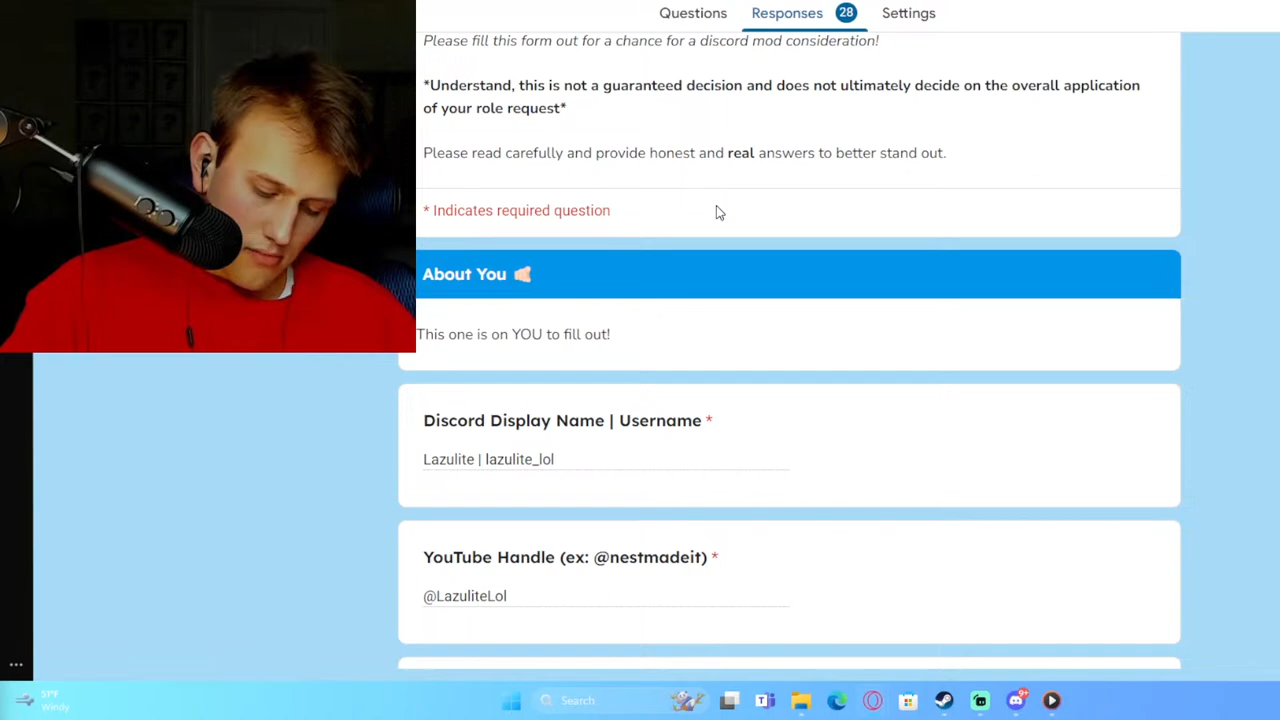 Questions
Responses
28
Settings
Please fill this form out for a chance for a discord mod consideration!
*Understand, this is not a guaranteed decision and does not ultimately decide on the overall application
of your role request*
Please read carefully and provide honest and real answers to better stand out.
* Indicates required question
About You
This one is on YOU to fill out!
Discord Display Name | Username *
Lazulite | lazulite_lol
YouTube Handle (ex: @nestmadeit) *
@LazuliteLol
51°F
Windy
Search